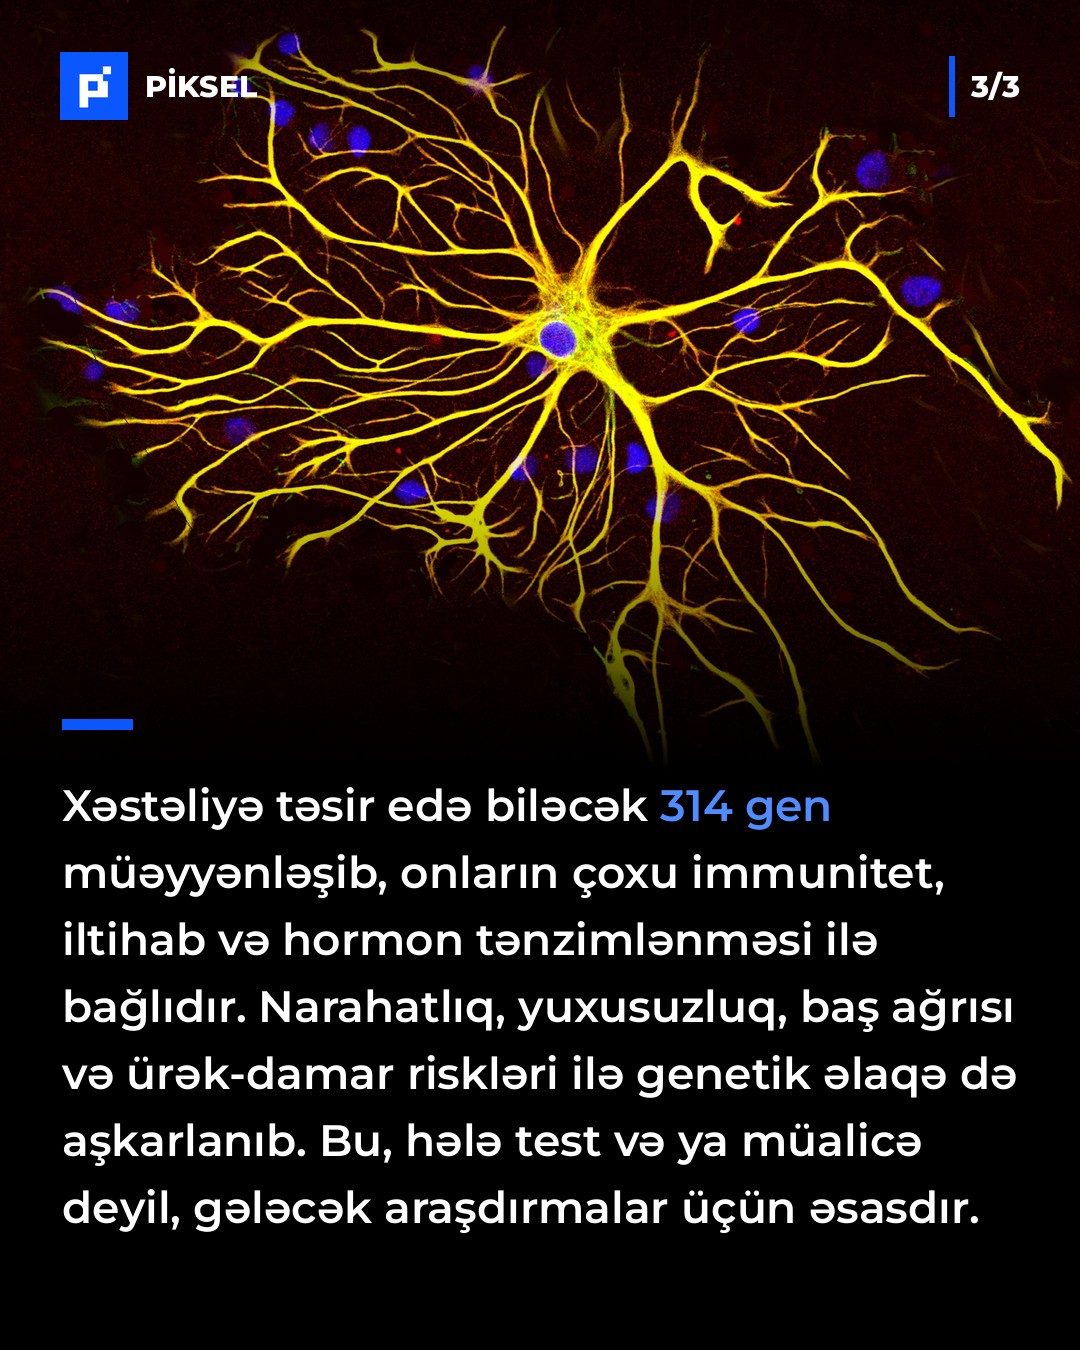 PİKSEL
3/3
Xəstəliyə təsir edə biləcək 314 gen
müəyyənləşib, onların çoxu immunitet,
iltihab və hormon tənzimlənməsi ilə
bağlıdır. Narahatlıq, yuxusuzluq, baş ağrısı
və ürək-damar riskləri ilə genetik əlaqə də
aşkarlanıb. Bu, hələ test və ya müalicə
deyil, gələcək araşdırmalar üçün əsasdır.